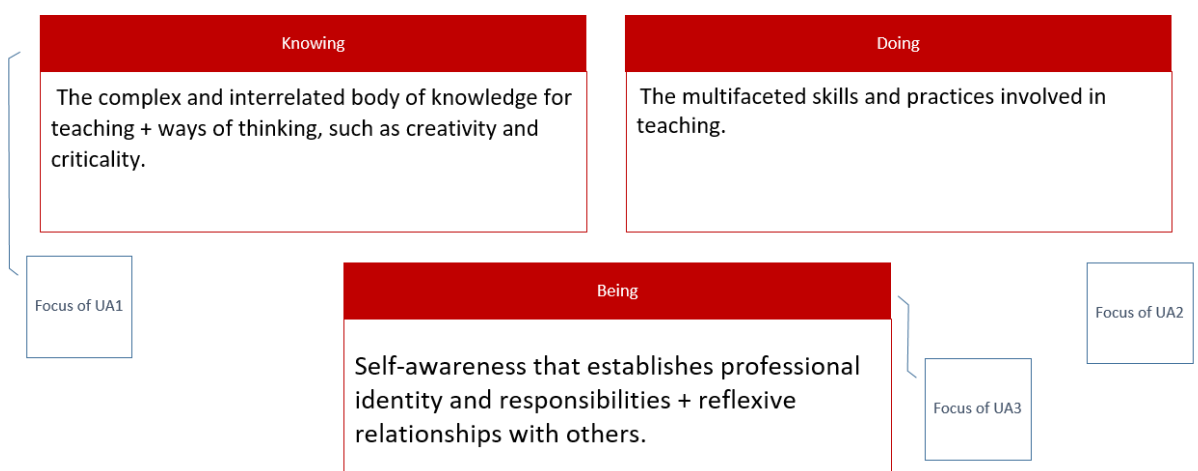 Knowing
The complex and interrelated body of knowledge for
teaching + ways of thinking, such as creativity and
criticality.
Doing
The multifaceted skills and practices involved in
teaching.
Focus of UA1
Being
Self-awareness that establishes professional
identity and responsibilities + reflexive
relationships with others.
Focus of UA2
Focus of UA3